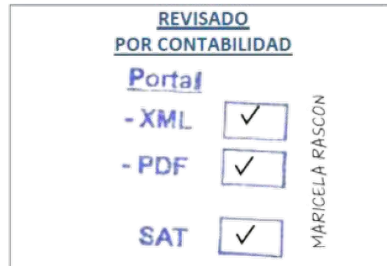 REVISADO
POR CONTABILIDAD
Portal
- XML ✓
- PDF ✓
SAT ✓
MARICELA RASCON